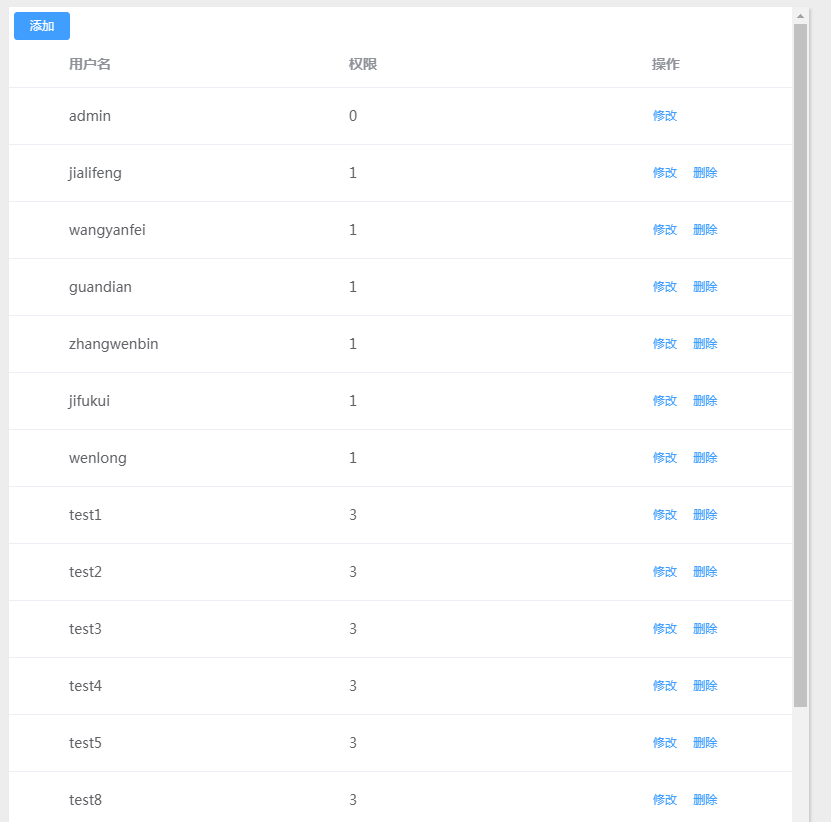 添加
用户名 权限 操作
admin 0 修改
jialifeng 1 修改 删除
wangyanfei 1 修改 删除
guandian 1 修改 删除
zhangwenbin 1 修改 删除
jifukui 1 修改 删除
wenlong 1 修改 删除
test1 3 修改 删除
test2 3 修改 删除
test3 3 修改 删除
test4 3 修改 删除
test5 3 修改 删除
test8 3 修改 删除